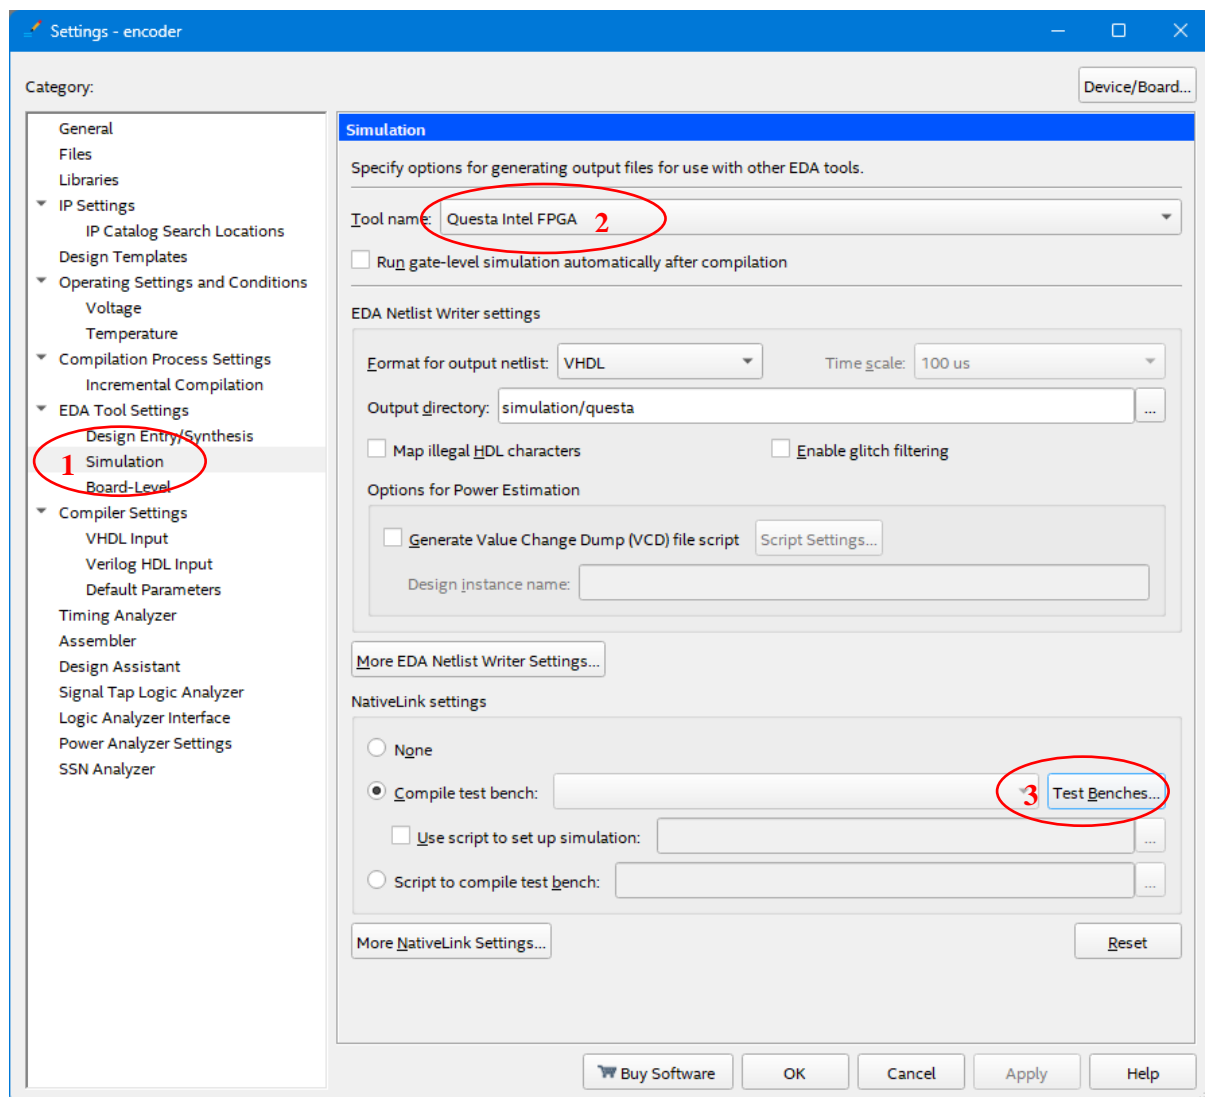 Settings - encoder
Category:
Device/Board...
General
Files
Libraries
IP Settings
IP Catalog Search Locations
Design Templates
Operating Settings and Conditions
Voltage
Temperature
Compilation Process Settings
Incremental Compilation
EDA Tool Settings
Design Entry/Synthesis
1 Simulation
Board-Level
Compiler Settings
VHDL Input
Verilog HDL Input
Default Parameters
Timing Analyzer
Assembler
Design Assistant
Signal Tap Logic Analyzer
Logic Analyzer Interface
Power Analyzer Settings
SSN Analyzer
Simulation
Specify options for generating output files for use with other EDA tools.
Tool name: Questa Intel FPGA 2
Run gate-level simulation automatically after compilation
EDA Netlist Writer settings
Format for output netlist: VHDL Time scale: 100 us
Output directory: simulation/questa ...
Map illegal HDL characters Enable glitch filtering
Options for Power Estimation
Generate Value Change Dump (VCD) file script Script Settings...
Design instance name:
More EDA Netlist Writer Settings...
NativeLink settings
None
Compile test bench: 3 Test Benches...
Use script to set up simulation: ...
Script to compile test bench: ...
More NativeLink Settings... Reset
Buy Software OK Cancel Apply Help